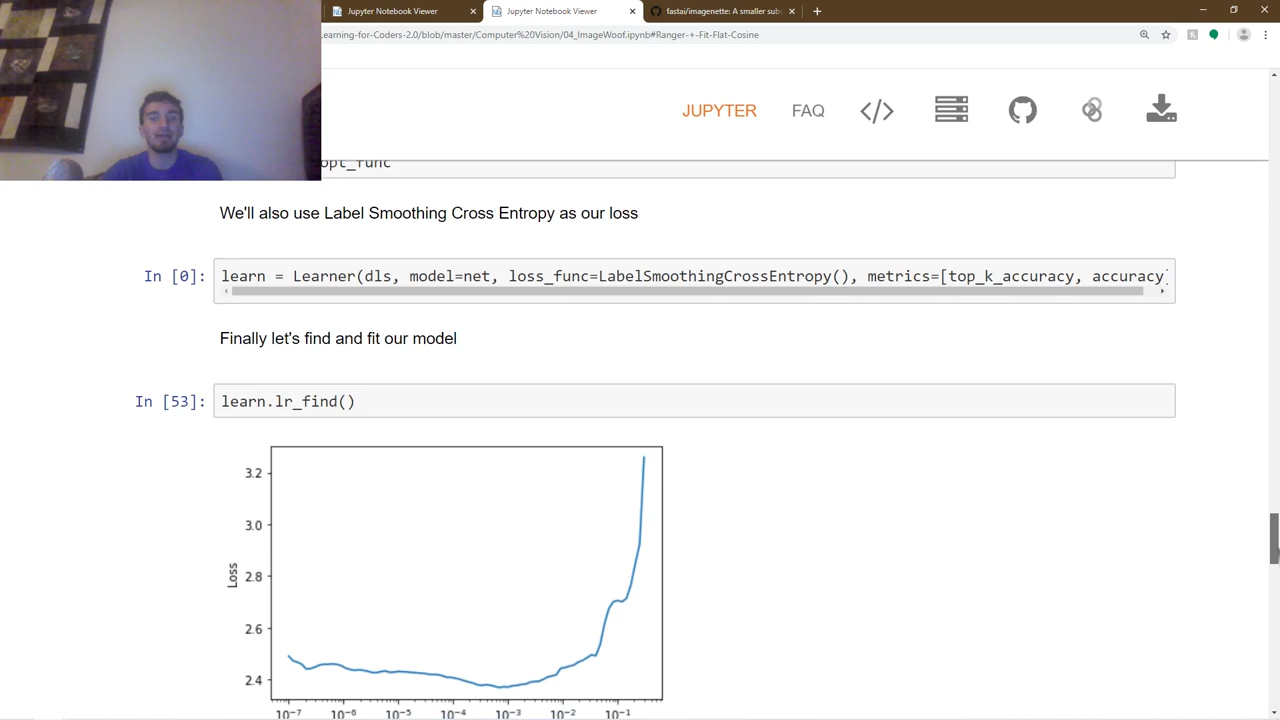 Jupyter Notebook Viewer
Jupyter Notebook Viewer
fastai/imagenette: A smaller subs
earning-for-Coders-2.0/blob/master/Computer%20Vision/04_ImageWoof.ipynb#Ranger-+-Fit-Flat-Cosine
JUPYTER
FAQ
opt_func
We'll also use Label Smoothing Cross Entropy as our loss
In [0]:
learn = Learner(dls, model=net, loss_func=LabelSmoothingCrossEntropy(), metrics=[top_k_accuracy, accuracy]
Finally let's find and fit our model
In [53]:
learn.lr_find()
3.2
3.0
2.8
2.6
2.4
Loss
10⁻⁷ 10⁻⁶ 10⁻⁵ 10⁻⁴ 10⁻³ 10⁻² 10⁻¹